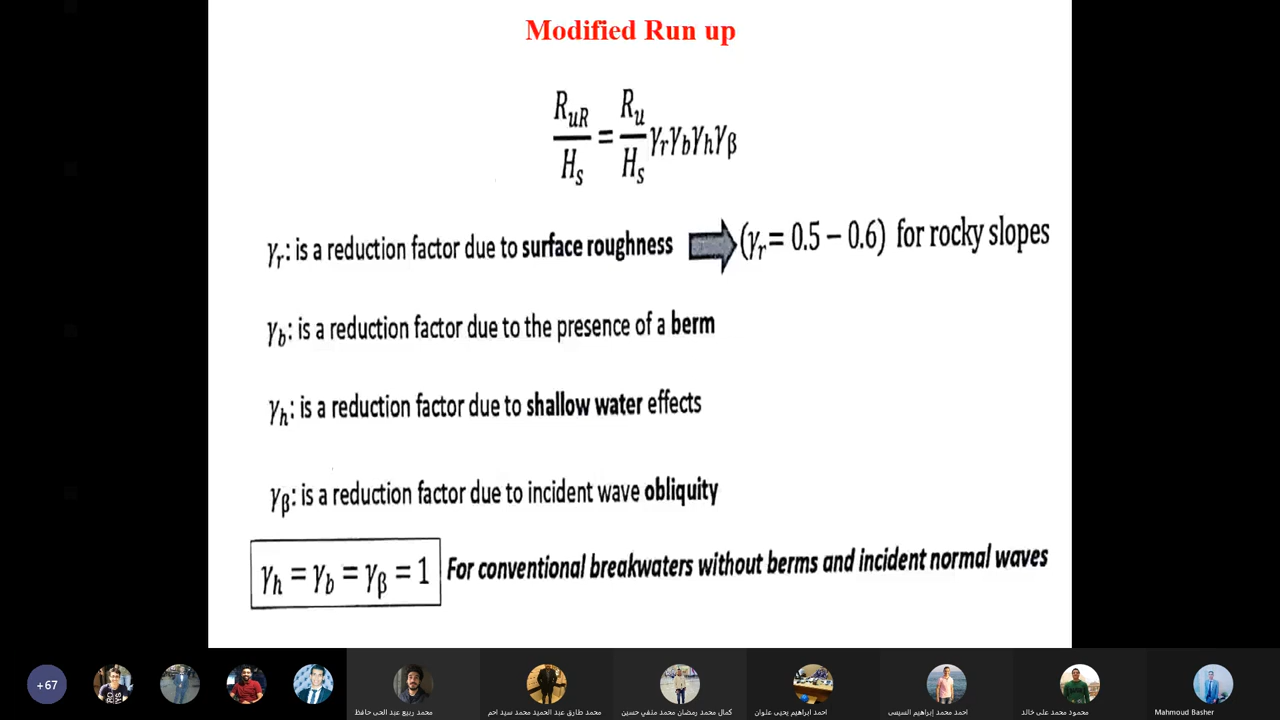 Modified Run up
R_uR / H_s = R_u / H_s γ_r γ_b γ_h γ_β
γ_r: is a reduction factor due to surface roughness (γ_r = 0.5 – 0.6) for rocky slopes
γ_b: is a reduction factor due to the presence of a berm
γ_h: is a reduction factor due to shallow water effects
γ_β: is a reduction factor due to incident wave obliquity
γ_h = γ_b = γ_β = 1 For conventional breakwaters without berms and incident normal waves
+67
محمد ربيع عبد الحى حافظ
محمد طارق عبد الحميد محمد سيد احم
كمال محمد رمضان محمد متقي حسين
احمد ابراهيم يحيى علوان
احمد محمد إبراهيم السيسى
محمود محمد على خالد
Mahmoud Basher